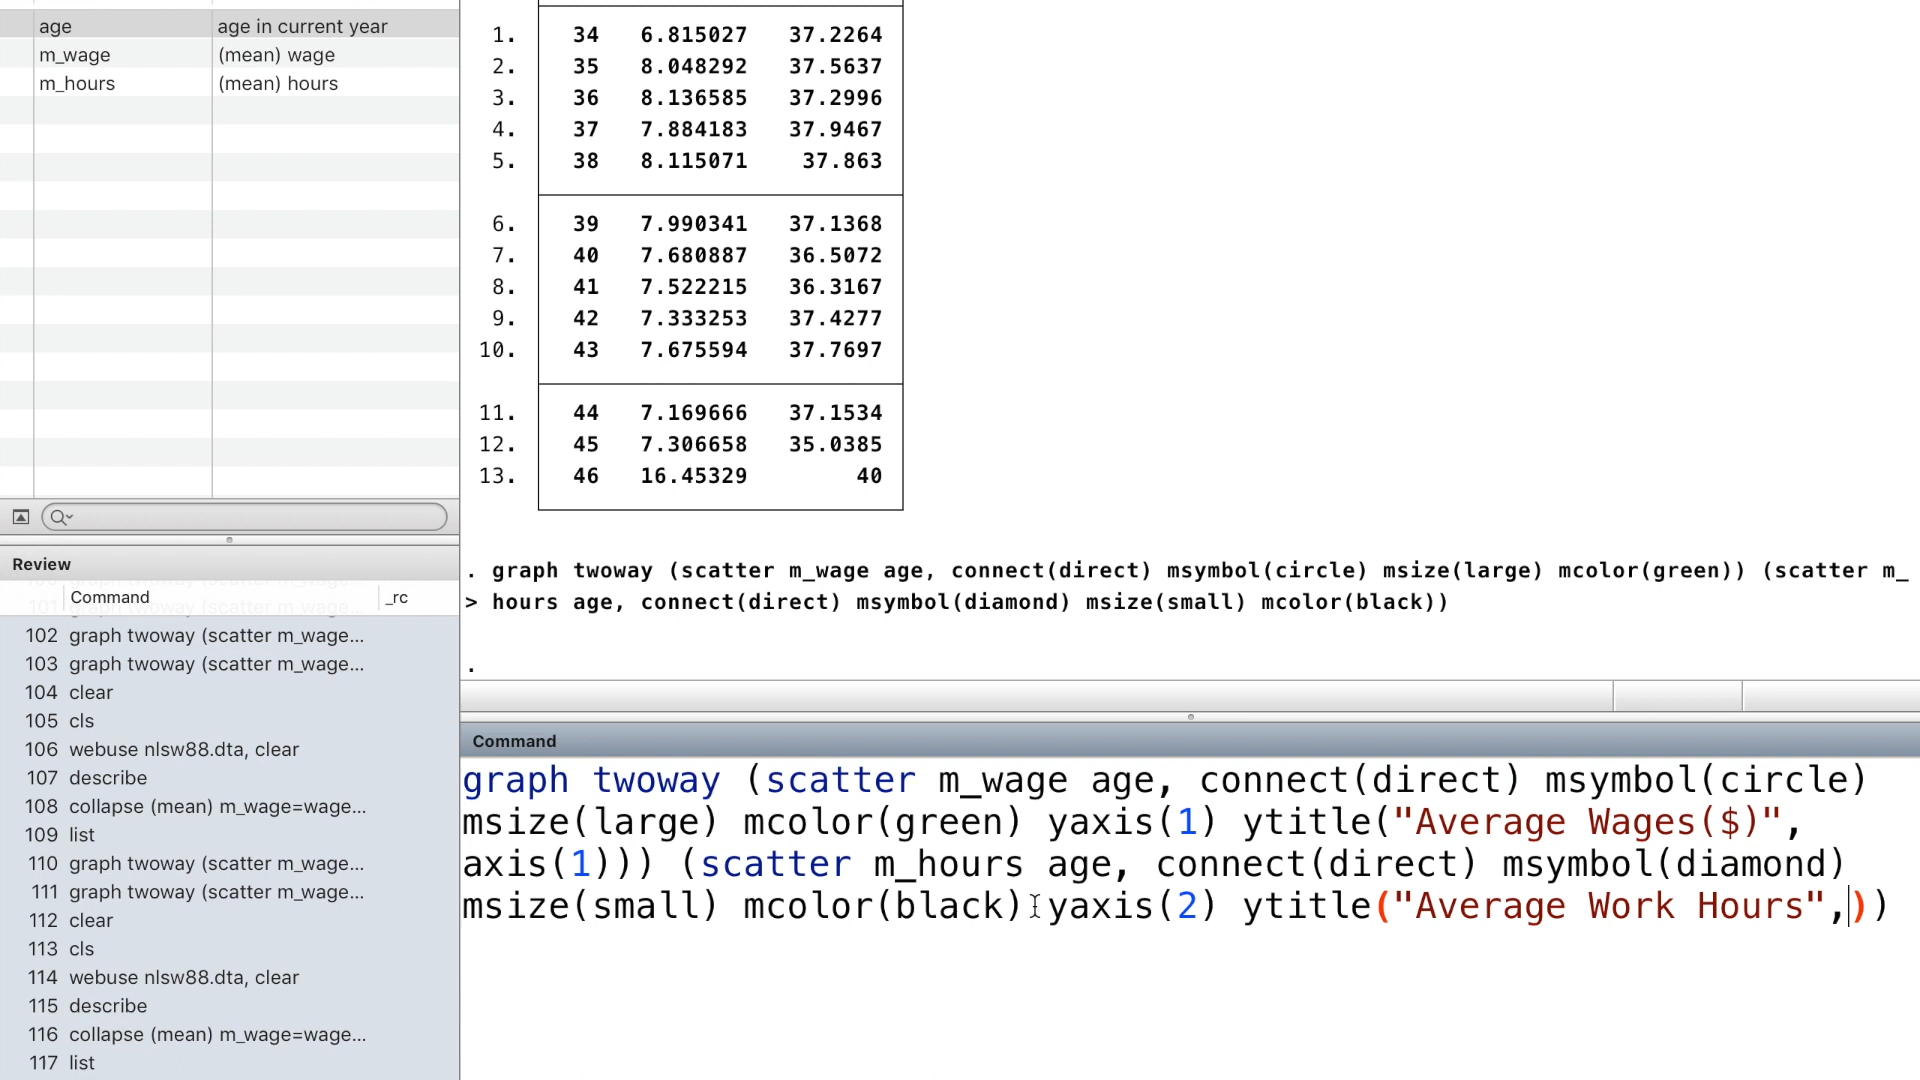 age age in current year
m_wage (mean) wage
m_hours (mean) hours
Review
Command _rc
102 graph twoway (scatter m_wage...
103 graph twoway (scatter m_wage...
104 clear
105 cls
106 webuse nlsw88.dta, clear
107 describe
108 collapse (mean) m_wage=wage...
109 list
110 graph twoway (scatter m_wage...
111 graph twoway (scatter m_wage...
112 clear
113 cls
114 webuse nlsw88.dta, clear
115 describe
116 collapse (mean) m_wage=wage...
117 list
1. 34 6.815027 37.2264
2. 35 8.048292 37.5637
3. 36 8.136585 37.2996
4. 37 7.884183 37.9467
5. 38 8.115071 37.863
6. 39 7.990341 37.1368
7. 40 7.680887 36.5072
8. 41 7.522215 36.3167
9. 42 7.333253 37.4277
10. 43 7.675594 37.7697
11. 44 7.169666 37.1534
12. 45 7.306658 35.0385
13. 46 16.45329 40
. graph twoway (scatter m_wage age, connect(direct) msymbol(circle) msize(large) mcolor(green)) (scatter m_
> hours age, connect(direct) msymbol(diamond) msize(small) mcolor(black))
.
Command
graph twoway (scatter m_wage age, connect(direct) msymbol(circle)
msize(large) mcolor(green) yaxis(1) ytitle("Average Wages($)",
axis(1))) (scatter m_hours age, connect(direct) msymbol(diamond)
msize(small) mcolor(black) yaxis(2) ytitle("Average Work Hours",))